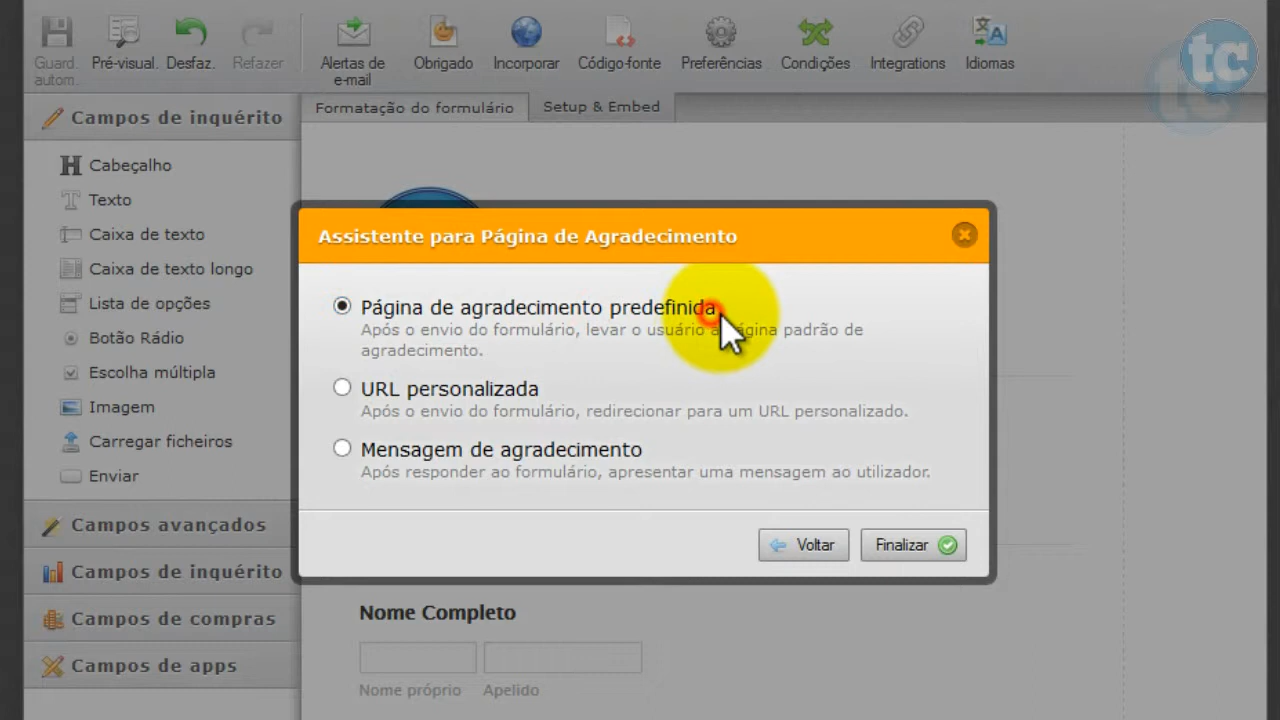 Guard. autom.
Pré-visual.
Desfaz.
Refazer
Alertas de e-mail
Obrigado
Incorporar
Código-fonte
Preferências
Condições
Integrations
Idiomas
tc
Campos de inquérito
Formatação do formulário
Setup & Embed
Cabeçalho
Texto
Caixa de texto
Caixa de texto longo
Lista de opções
Botão Rádio
Escolha múltipla
Imagem
Carregar ficheiros
Enviar
Campos avançados
Campos de inquérito
Campos de compras
Campos de apps
Assistente para Página de Agradecimento
Página de agradecimento predefinida
Após o envio do formulário, levar o usuário à página padrão de
agradecimento.
URL personalizada
Após o envio do formulário, redirecionar para um URL personalizado.
Mensagem de agradecimento
Após responder ao formulário, apresentar uma mensagem ao utilizador.
Voltar
Finalizar
Nome Completo
Nome próprio
Apelido